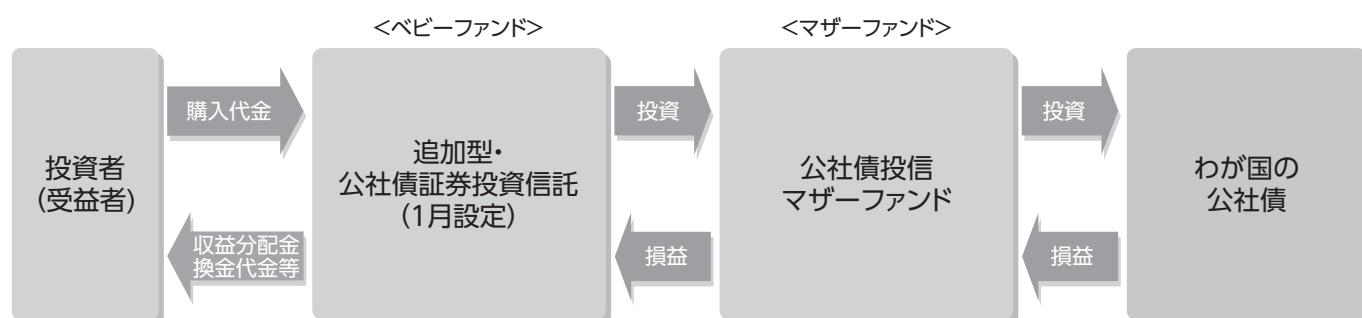 <ベビーファンド>
<マザーファンド>
投資者
(受益者)
購入代金
収益分配金
換金代金等
追加型・
公社債証券投資信託
(1月設定)
投資
損益
公社債投信
マザーファンド
投資
損益
わが国の
公社債